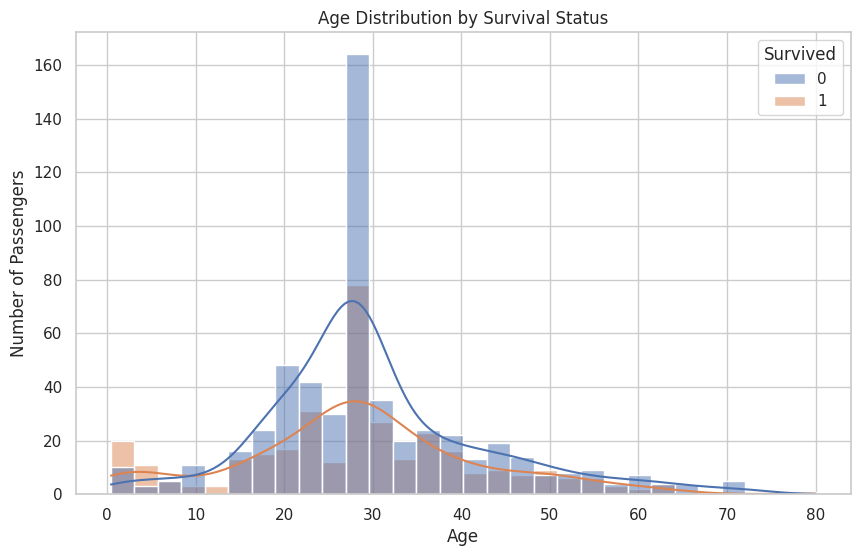 Age Distribution by Survival Status
Survived
0
1
Number of Passengers
160
140
120
100
80
60
40
20
0
0 10 20 30 40 50 60 70 80
Age